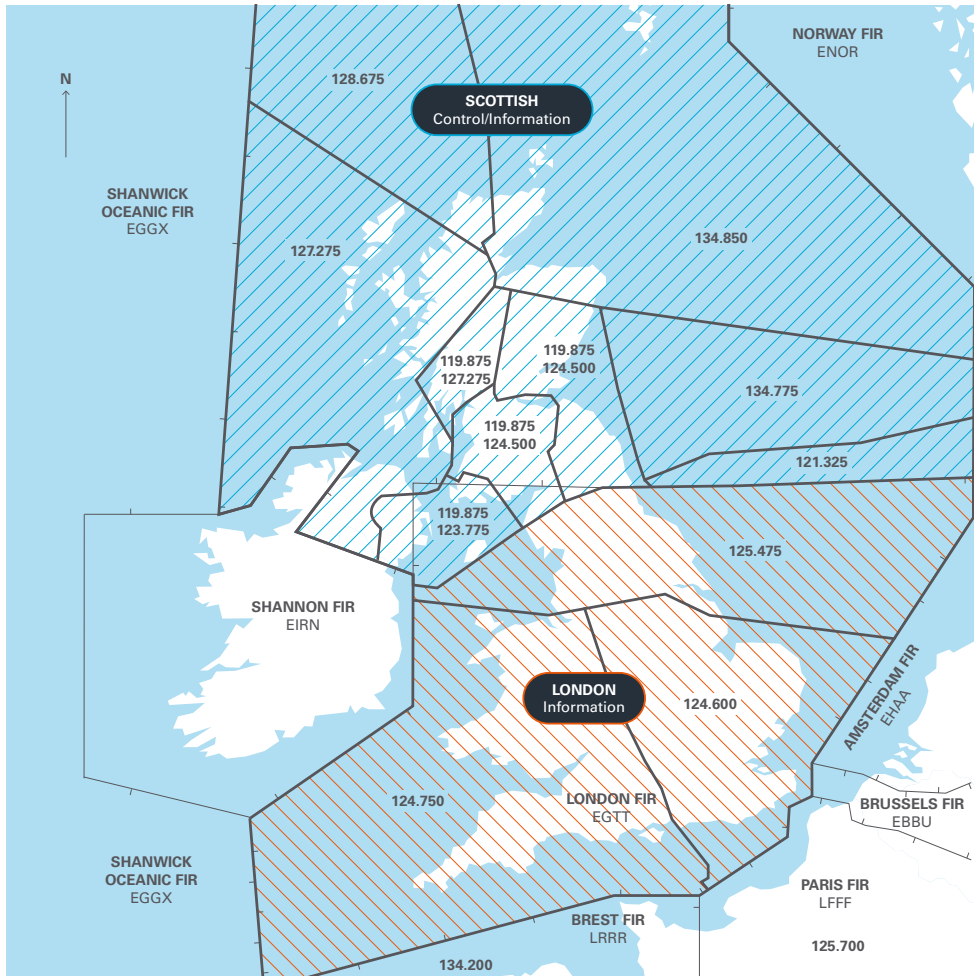 NORWAY FIR
ENOR
N
128.675
SCOTTISH
Control/Information
SHANWICK
OCEANIC FIR
EGGX
127.275
134.850
119.875
127.275
119.875
124.500
134.775
119.875
124.500
121.325
119.875
123.775
125.475
SHANNON FIR
EIRN
AMSTERDAM FIR
EHAA
LONDON
Information
124.600
124.750
LONDON FIR
EGTT
BRUSSELS FIR
EBBU
SHANWICK
OCEANIC FIR
EGGX
PARIS FIR
LFFF
BREST FIR
LRRR
125.700
134.200